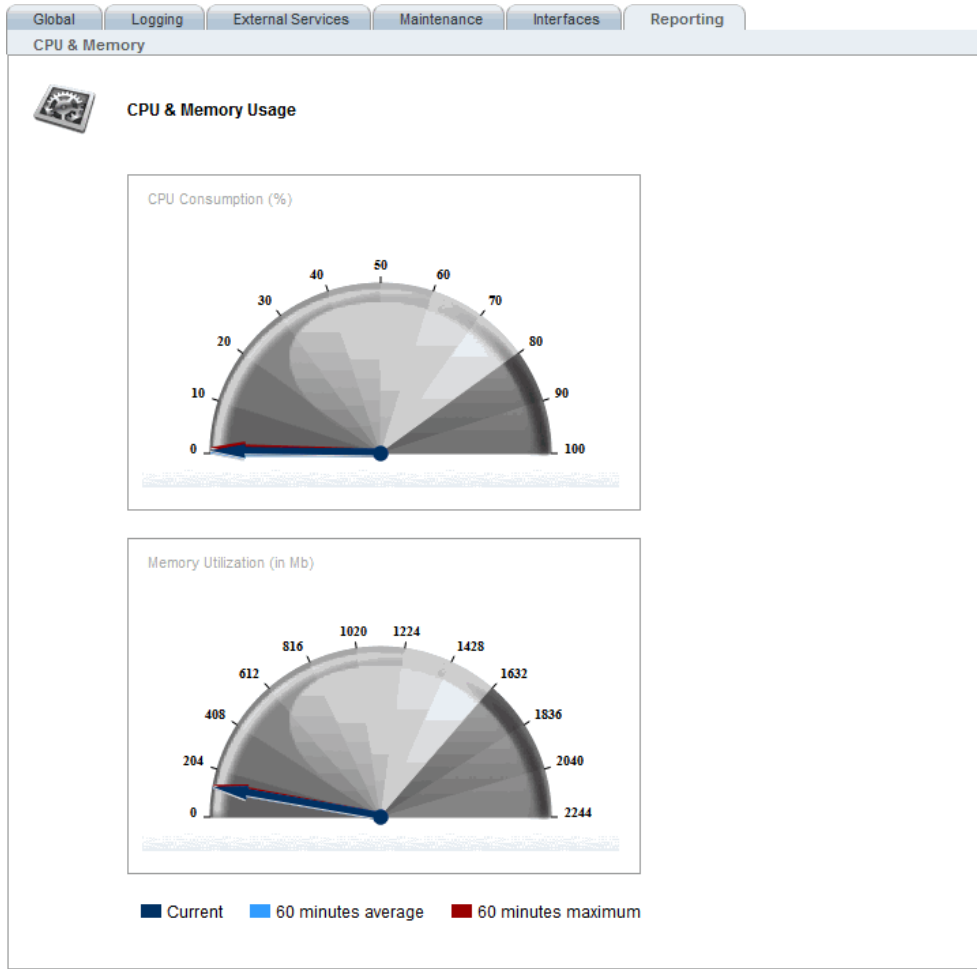 Global Logging External Services Maintenance Interfaces Reporting
CPU & Memory
CPU & Memory Usage
CPU Consumption (%)
50
40 60
30 70
20 80
10 90
0 100
Memory Utilization (in Mb)
1020 1224
816 1428
612 1632
408 1836
204 2040
0 2244
Current 60 minutes average 60 minutes maximum